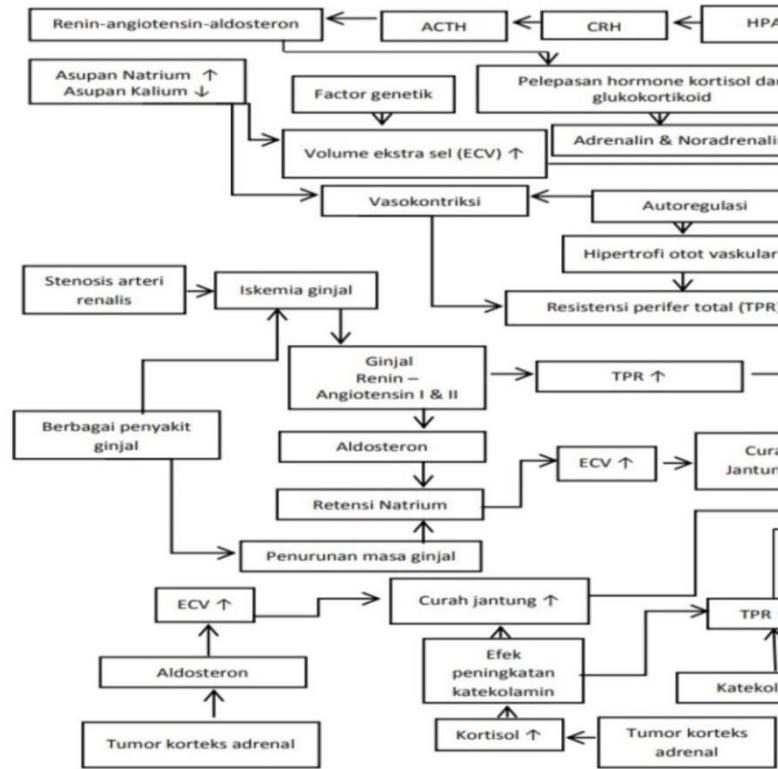 Renin-angiotensin-aldosteron
ACTH
CRH
HPA
Asupan Natrium ↑
Asupan Kalium ↓
Factor genetik
Pelepasan hormone kortisol dan
glukokortikoid
Volume ekstra sel (ECV) ↑
Adrenalin & Noradrenalin
Vasokontriksi
Autoregulasi
Hipertrofi otot vaskular
Stenosis arteri
renalis
Iskemia ginjal
Resistensi perifer total (TPR)
Ginjal
Renin –
Angiotensin I & II
TPR ↑
Berbagai penyakit
ginjal
Aldosteron
ECV ↑
Jantun
Retensi Natrium
Penurunan masa ginjal
ECV ↑
Curah jantung ↑
TPR
Aldosteron
Efek
peningkatan
katekolamin
Katekol
Tumor korteks adrenal
Kortisol ↑
Tumor korteks
adrenal